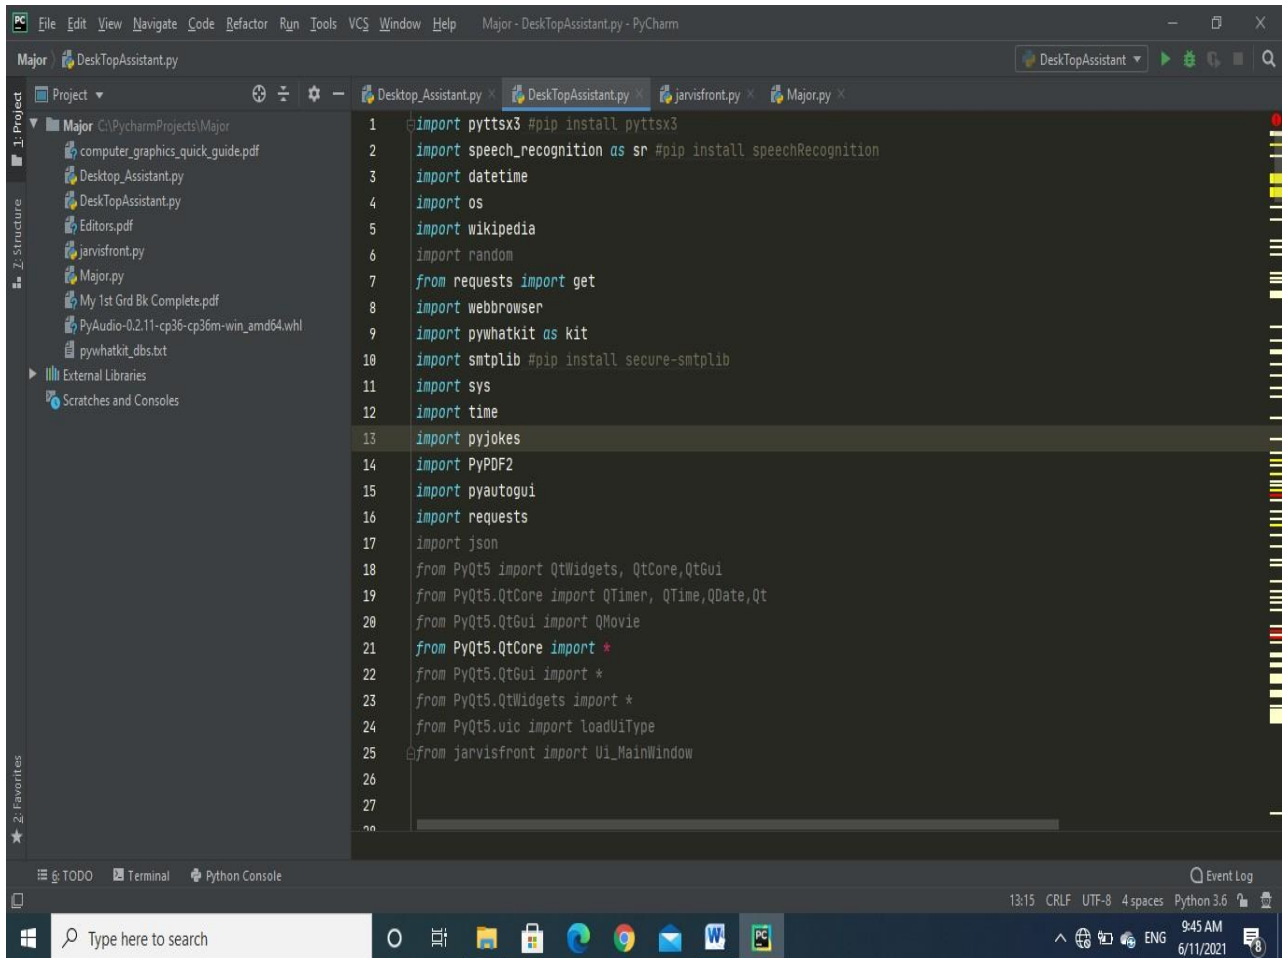 PC File Edit View Navigate Code Refactor Run Tools VCS Window Help Major - DeskTopAssistant.py - PyCharm
Major DeskTopAssistant.py DeskTopAssistant
Project
Desktop_Assistant.py DeskTopAssistant.py jarvisfront.py Major.py
1: Project
7: Structure
2: Favorites
Major C:\PycharmProjects\Major
computer_graphics_quick_guide.pdf
Desktop_Assistant.py
DeskTopAssistant.py
Editors.pdf
jarvisfront.py
Major.py
My 1st Grd Bk Complete.pdf
PyAudio-0.2.11-cp36-cp36m-win_amd64.whl
pywhatkit_dbs.txt
External Libraries
Scratches and Consoles
1 import pyttsx3 #pip install pyttsx3
2 import speech_recognition as sr #pip install speechRecognition
3 import datetime
4 import os
5 import wikipedia
6 import random
7 from requests import get
8 import webbrowser
9 import pywhatkit as kit
10 import smtplib #pip install secure-smtplib
11 import sys
12 import time
13 import pyjokes
14 import PyPDF2
15 import pyautogui
16 import requests
17 import json
18 from PyQt5 import QtWidgets, QtCore,QtGui
19 from PyQt5.QtCore import QTimer, QTime,QDate,Qt
20 from PyQt5.QtGui import QMovie
21 from PyQt5.QtCore import *
22 from PyQt5.QtGui import *
23 from PyQt5.QtWidgets import *
24 from PyQt5.uic import loadUiType
25 from jarvisfront import Ui_MainWindow
26
27
28
6: TODO Terminal Python Console Event Log
13:15 CRLF UTF-8 4 spaces Python 3.6
Type here to search W PC ENG 9:45 AM
6/11/2021 8